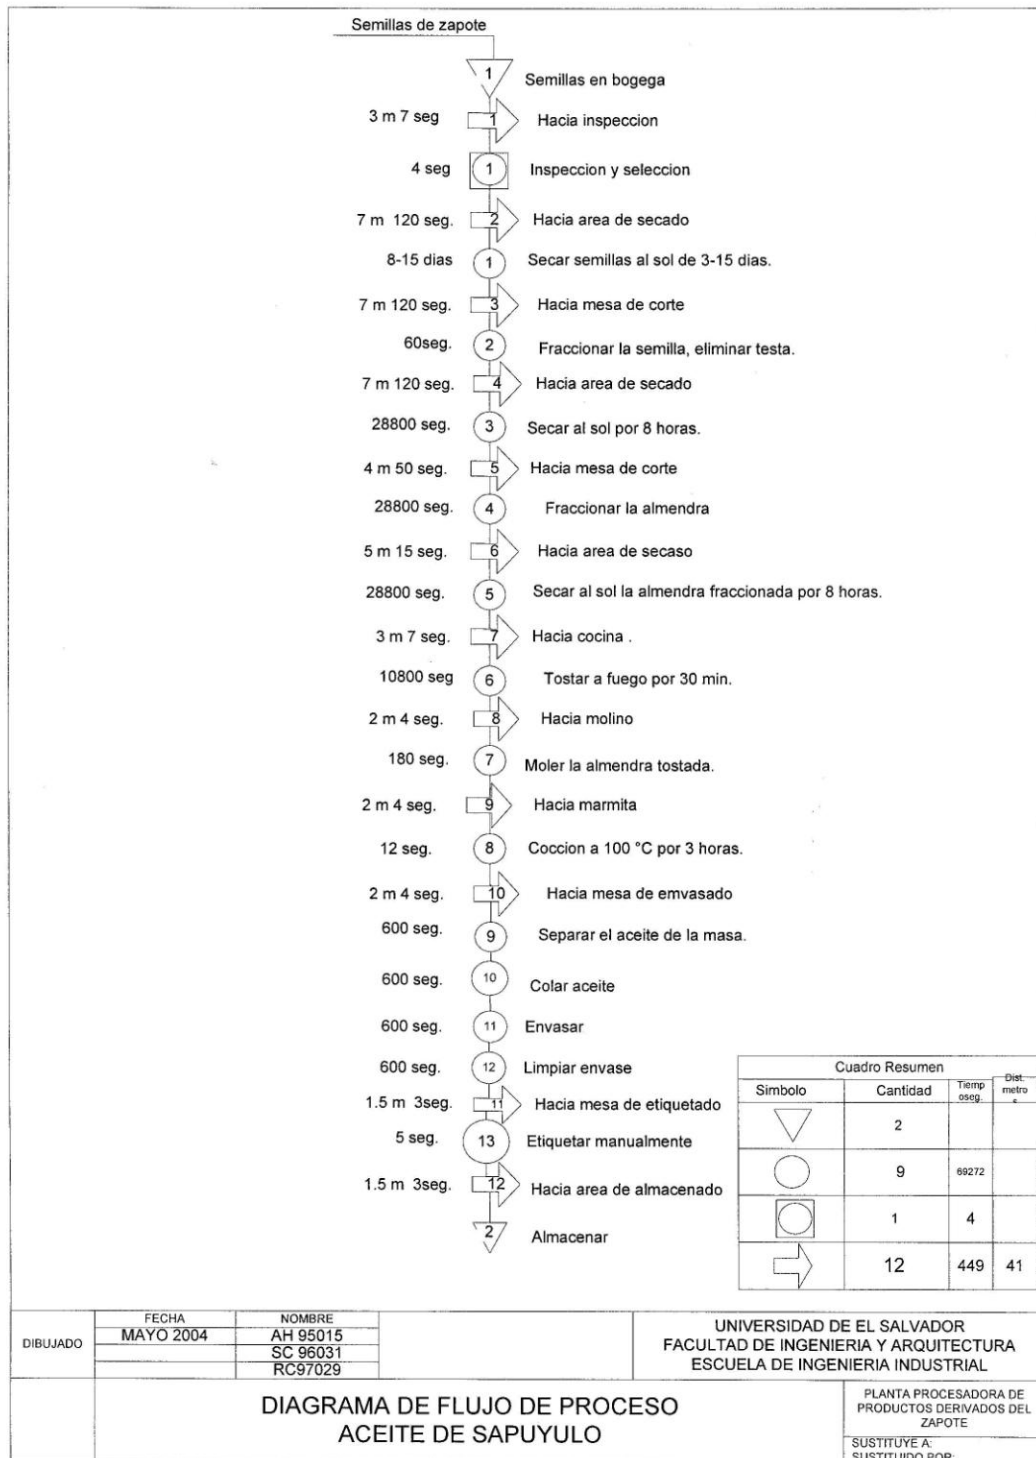 Semillas de zapote
1 Semillas en bogega
3 m 7 seg 1 Hacia inspeccion
4 seg 1 Inspeccion y seleccion
7 m 120 seg. 2 Hacia area de secado
8-15 dias 1 Secar semillas al sol de 3-15 dias.
7 m 120 seg. 3 Hacia mesa de corte
60seg. 2 Fraccionar la semilla, eliminar testa.
7 m 120 seg. 4 Hacia area de secado
28800 seg. 3 Secar al sol por 8 horas.
4 m 50 seg. 5 Hacia mesa de corte
28800 seg. 4 Fraccionar la almendra
5 m 15 seg. 6 Hacia area de secaso
28800 seg. 5 Secar al sol la almendra fraccionada por 8 horas.
3 m 7 seg. 7 Hacia cocina .
10800 seg 6 Tostar a fuego por 30 min.
2 m 4 seg. 8 Hacia molino
180 seg. 7 Moler la almendra tostada.
2 m 4 seg. 9 Hacia marmita
12 seg. 8 Coccion a 100 °C por 3 horas.
2 m 4 seg. 10 Hacia mesa de emvasado
600 seg. 9 Separar el aceite de la masa.
600 seg. 10 Colar aceite
600 seg. 11 Envasar
600 seg. 12 Limpiar envase
1.5 m 3seg. 11 Hacia mesa de etiquetado
5 seg. 13 Etiquetar manualmente
1.5 m 3seg. 12 Hacia area de almacenado
2 Almacenar
Cuadro Resumen
Simbolo Cantidad Tiemp oseg. Dist. metro s
2
9 69272
1 4
12 449 41
DIBUJADO
FECHA NOMBRE
MAYO 2004 AH 95015
SC 96031
RC97029
UNIVERSIDAD DE EL SALVADOR
FACULTAD DE INGENIERIA Y ARQUITECTURA
ESCUELA DE INGENIERIA INDUSTRIAL
DIAGRAMA DE FLUJO DE PROCESO
ACEITE DE SAPUYULO
PLANTA PROCESADORA DE
PRODUCTOS DERIVADOS DEL
ZAPOTE
SUSTITUYE A:
SUSTITUIDO POR: